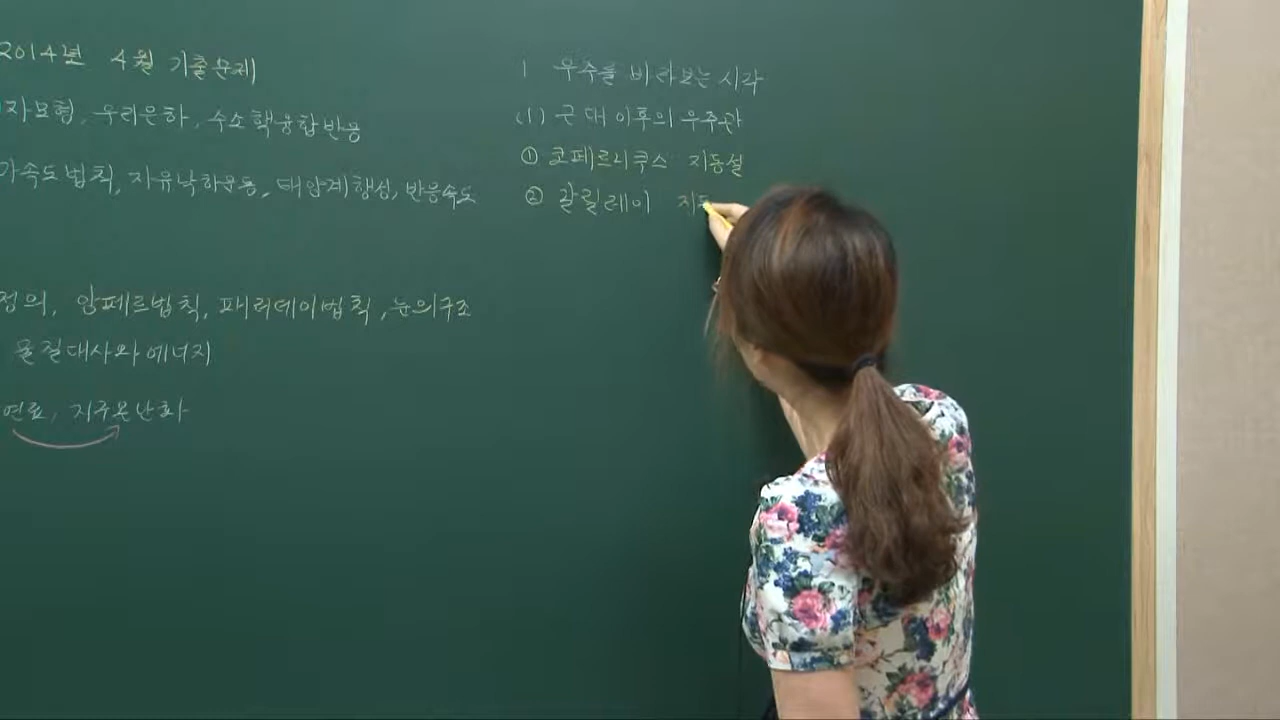 2014년 4월 기출문제
자모형, 우리은하, 수소핵융합반응
가속도법칙, 자유낙하운동, 태양계행성, 반응속도
정의, 암페르법칙, 패러데이법칙, 눈의구조
물질대사와 에너지
연료, 지구온난화
1 우주를 바라보는 시각
(1) 근대 이후의 우주관
① 코페르니쿠스 지동설
② 갈릴레이 지